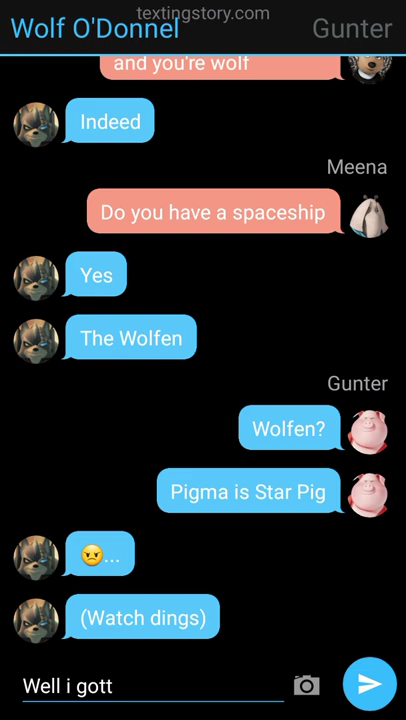 textingstory.com
Wolf O'Donnel
Gunter
and you're wolf
Indeed
Meena
Do you have a spaceship
Yes
The Wolfen
Gunter
Wolfen?
Pigma is Star Pig
😠...
(Watch dings)
Well i gott